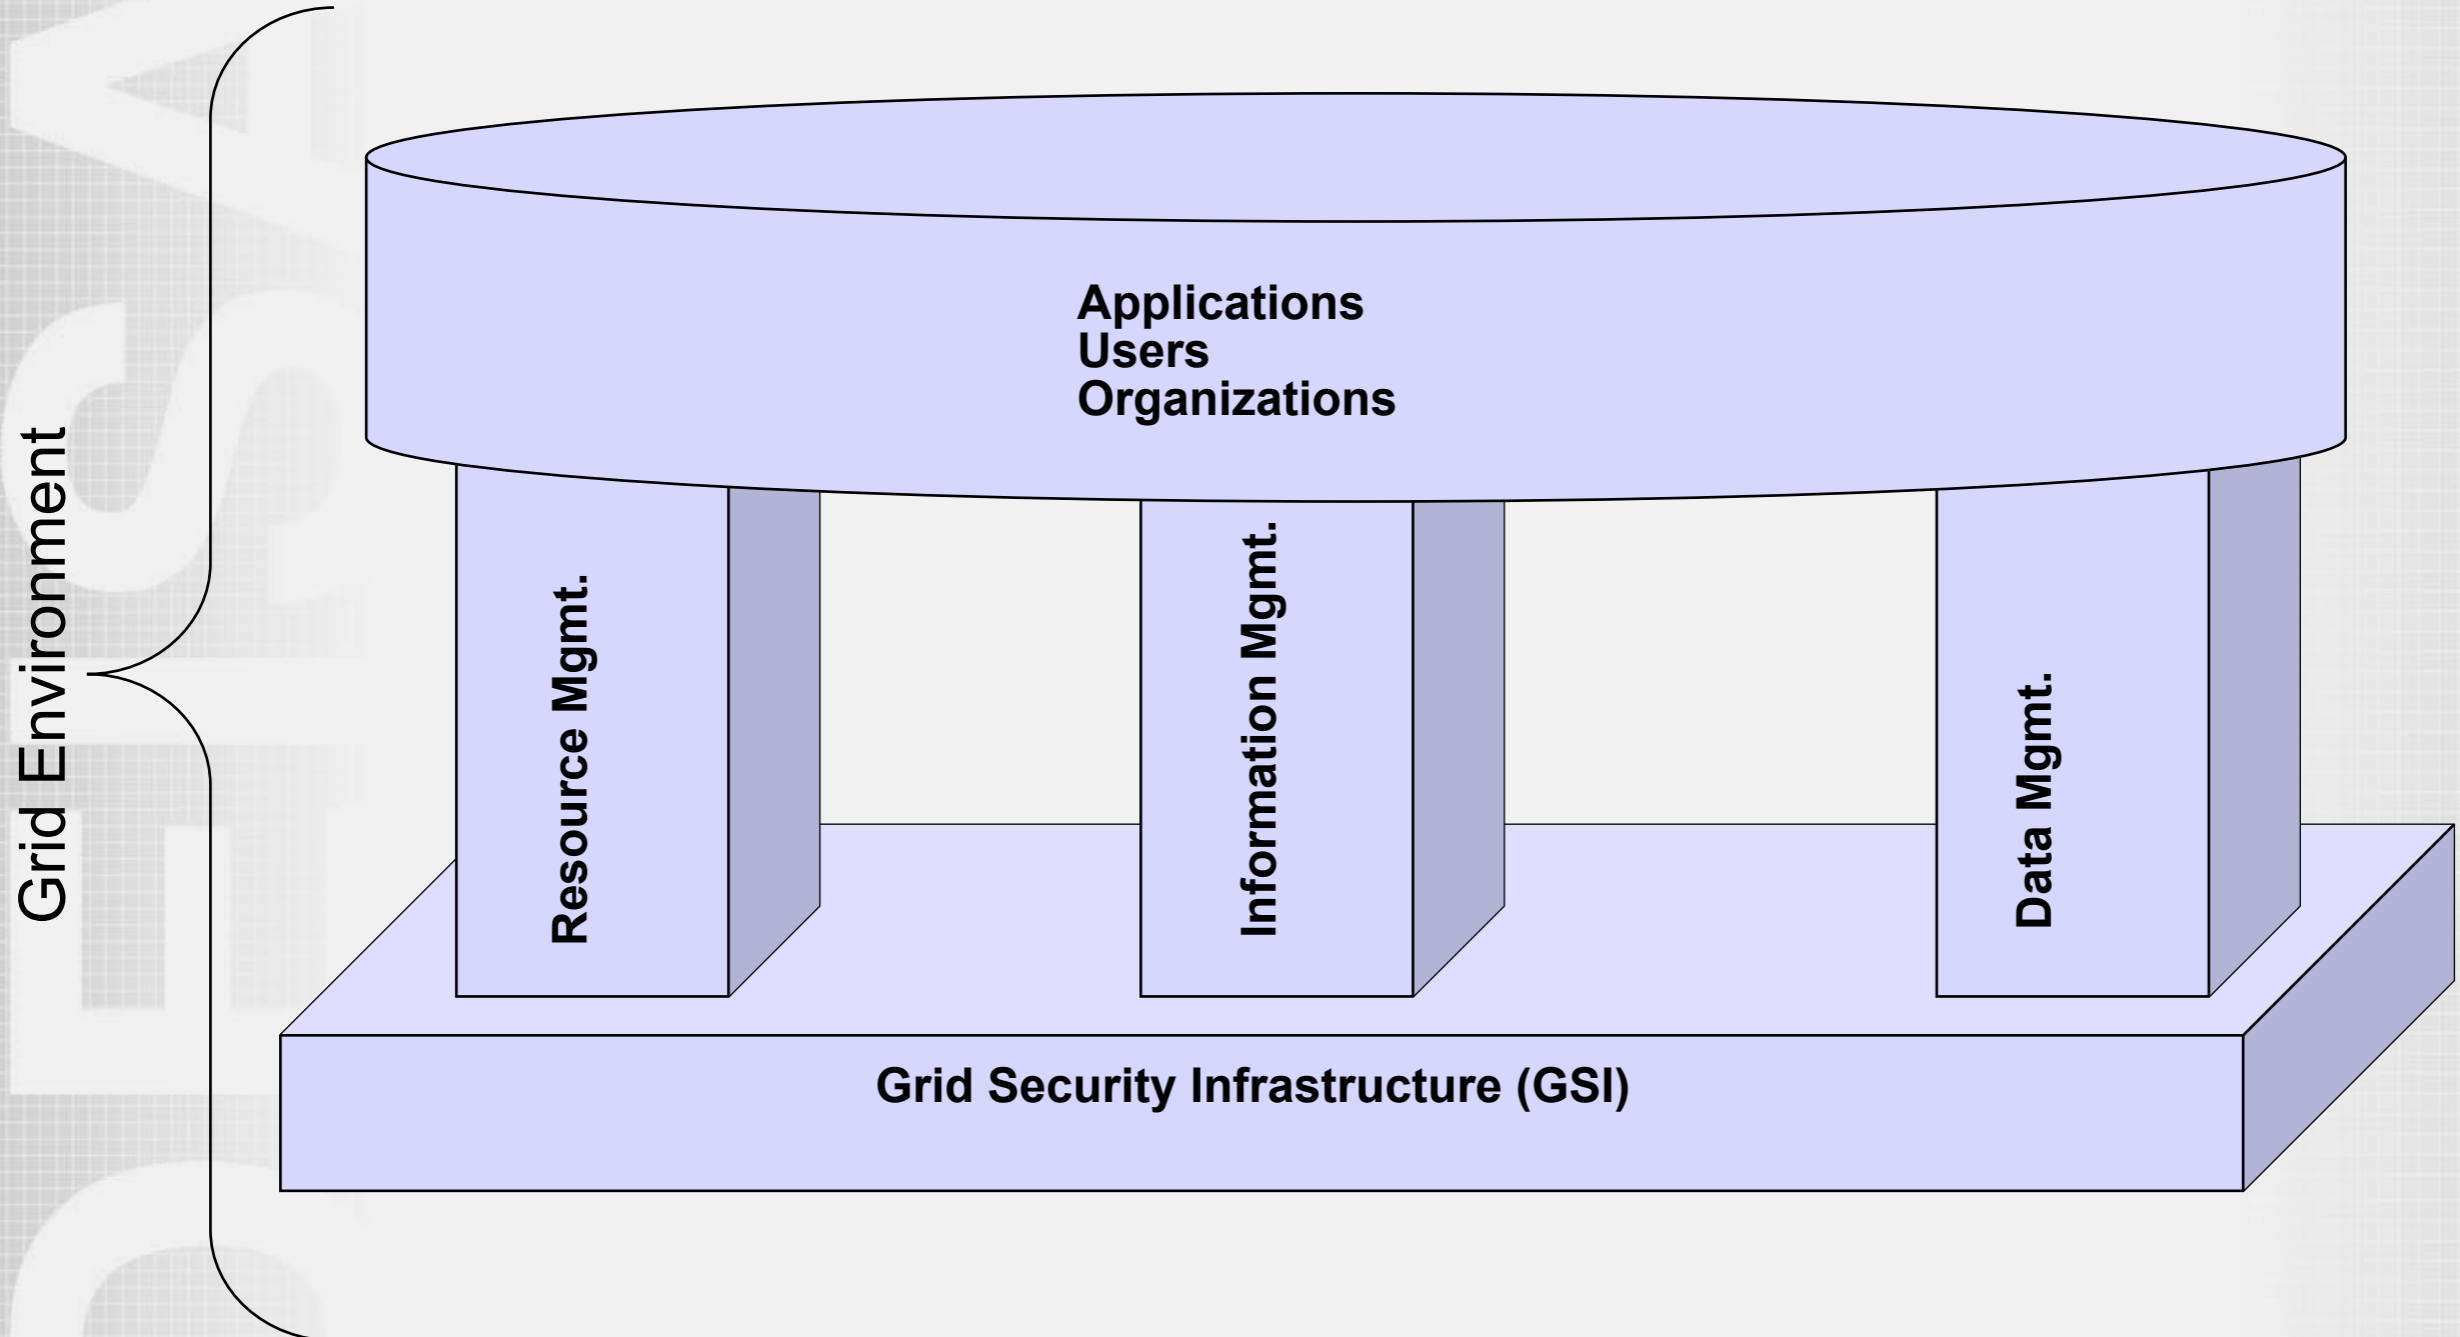 Grid Environment
Applications
Users
Organizations
Resource Mgmt.
Information Mgmt.
Data Mgmt.
Grid Security Infrastructure (GSI)